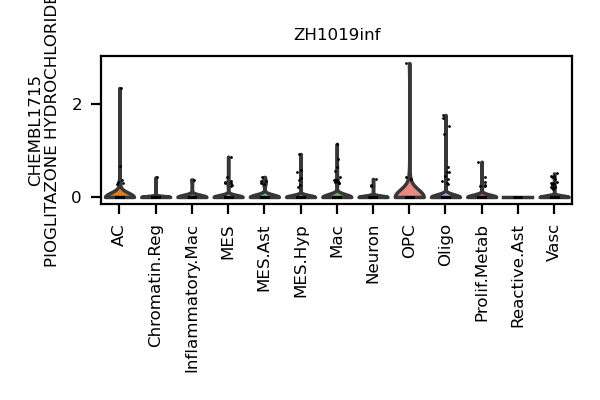 ZH1019inf
CHEMBL1715
PIOGLITAZONE HYDROCHLORIDE
2
0
AC
Chromatin.Reg
Inflammatory.Mac
MES
MES.Ast
MES.Hyp
Mac
Neuron
OPC
Oligo
Prolif.Metab
Reactive.Ast
Vasc